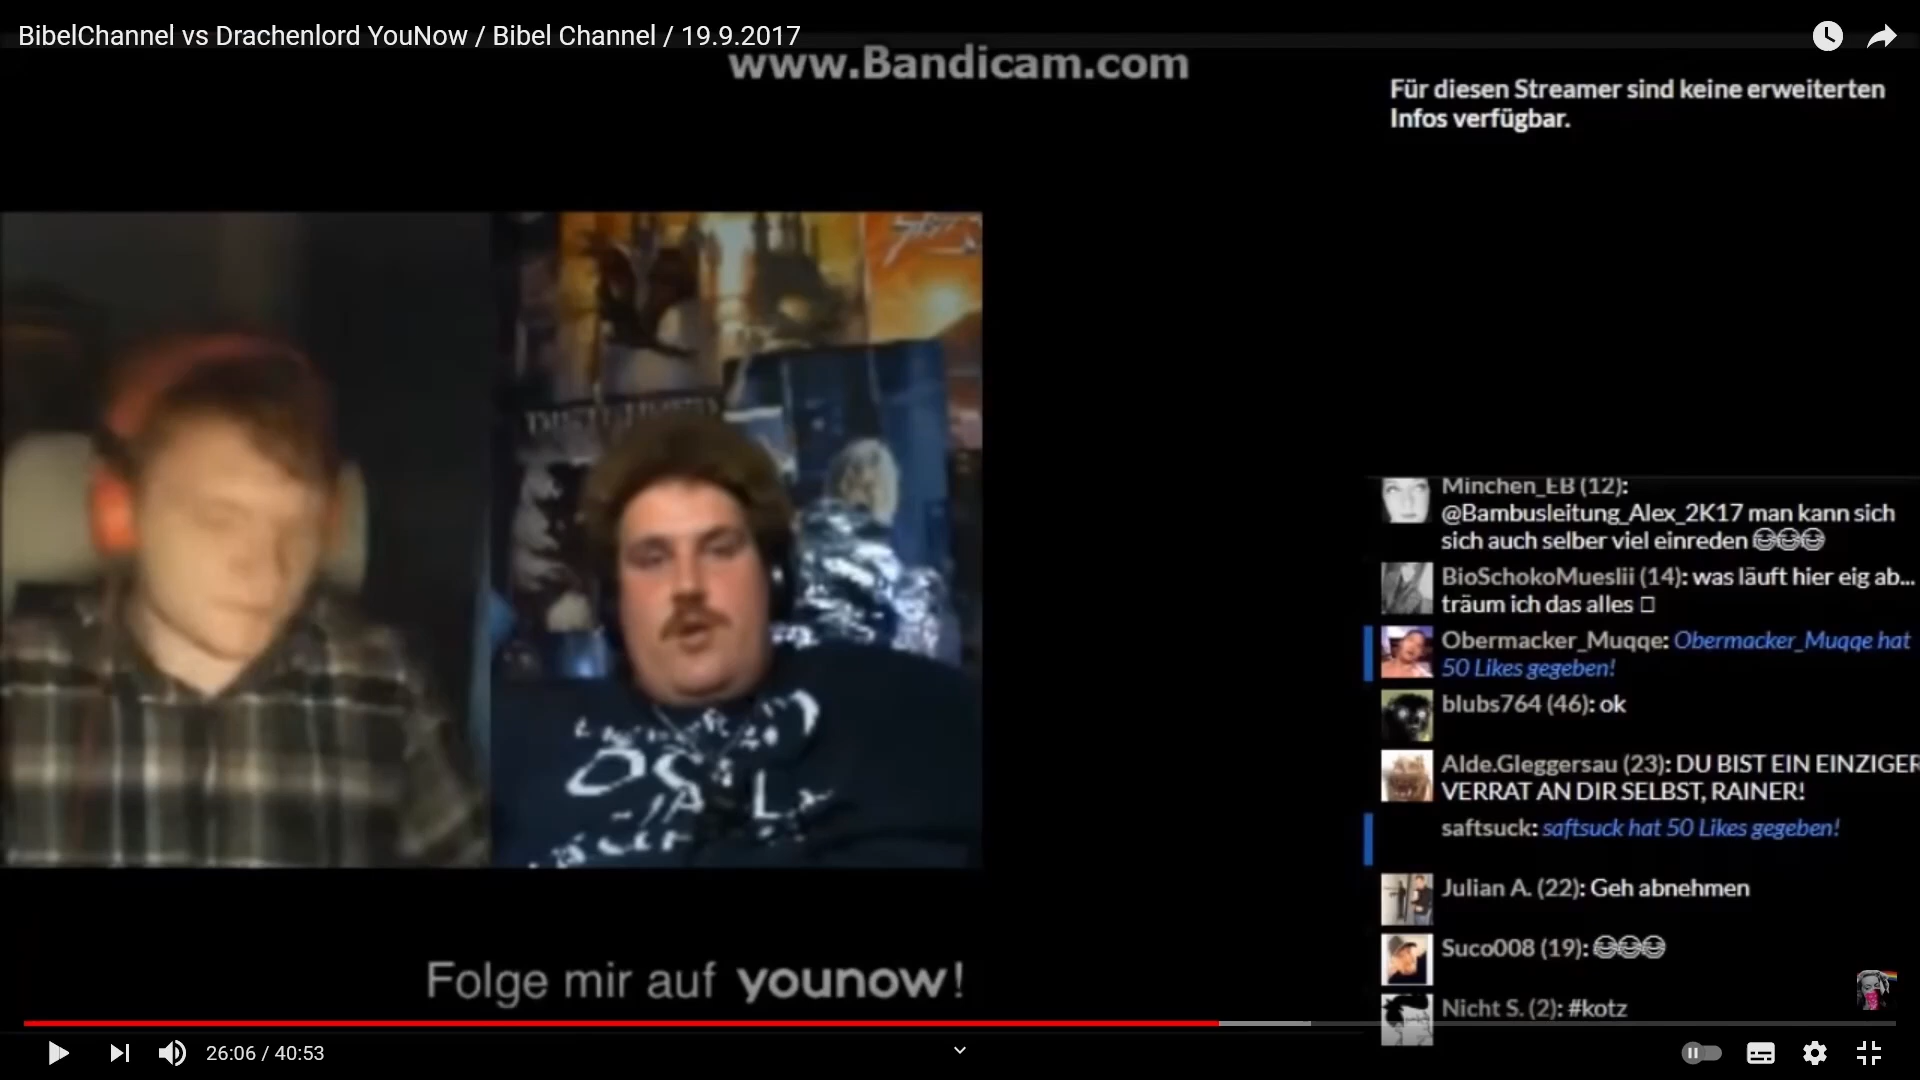 BibelChannel vs Drachenlord YouNow / Bibel Channel / 19.9.2017
www.Bandicam.com
Für diesen Streamer sind keine erweiterten
Infos verfügbar.
DISTURBED
Minchen_EB (12):
@Bambusleitung_Alex_2K17 man kann sich
sich auch selber viel einreden 😂😂😂
BioSchokoMueslii (14): was läuft hier eig ab...
träum ich das alles
Obermacker_Muqqe: Obermacker_Muqqe hat
50 Likes gegeben!
blubs764 (46): ok
Alde.Gleggersau (23): DU BIST EIN EINZIGER
VERRAT AN DIR SELBST, RAINER!
saftsuck: saftsuck hat 50 Likes gegeben!
Julian A. (22): Geh abnehmen
Suco008 (19): 😂😂😂
Nicht S. (2): #kotz
Folge mir auf younow!
26:06 / 40:53